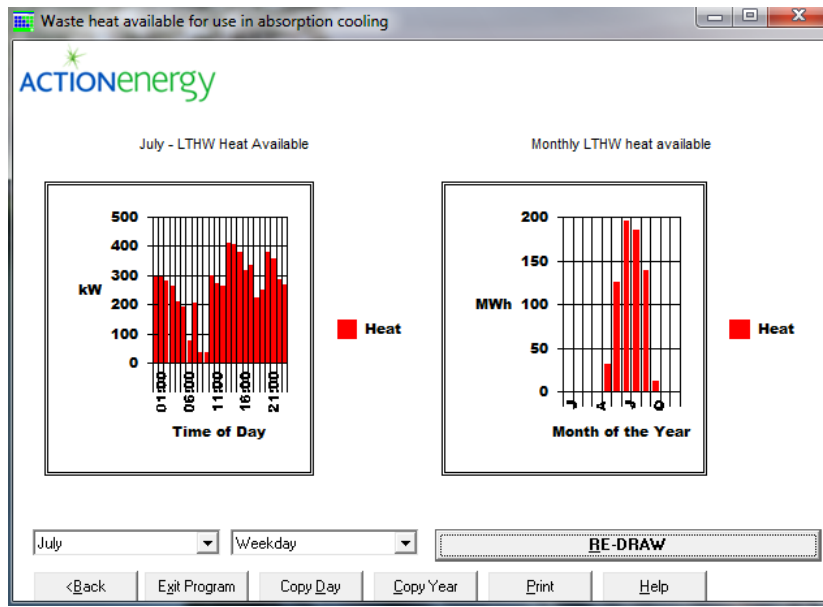 Waste heat available for use in absorption cooling
ACTIONenergy
July - LTHW Heat Available
500
400
300
kW
200
100
0
01:00 06:00 11:00 16:00 21:00
Time of Day
Heat
Monthly LTHW heat available
200
150
MWh 100
50
0
J A J O
Month of the Year
Heat
July Weekday RE-DRAW
<Back Exit Program Copy Day Copy Year Print Help